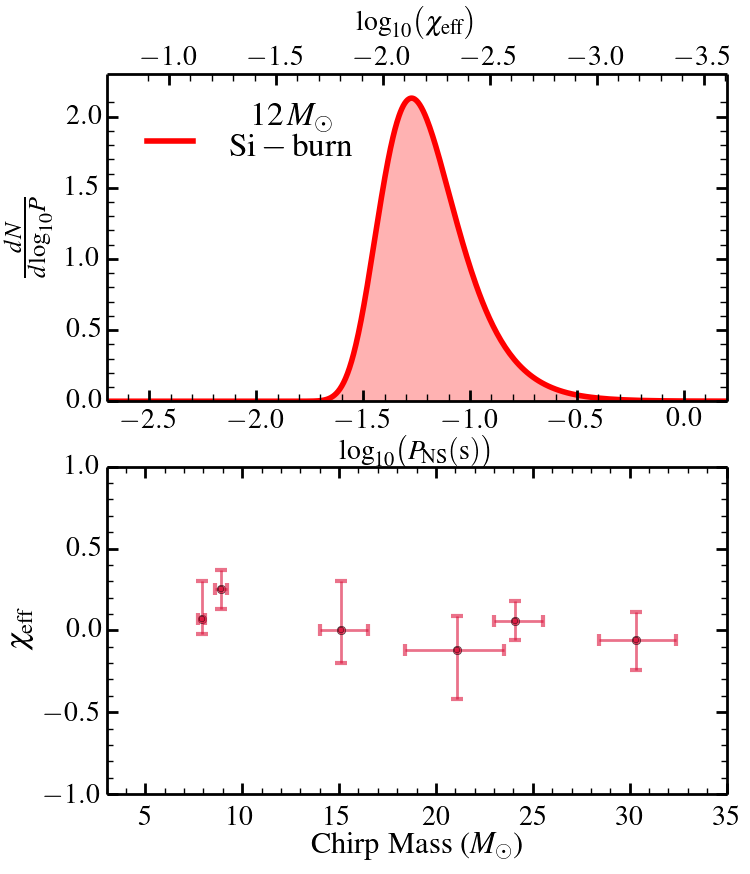 log₁₀(χeff)
−1.0 −1.5 −2.0 −2.5 −3.0 −3.5
12M⊙
Si − burn
dN
dlog₁₀P
2.0
1.5
1.0
0.5
0.0
−2.5 −2.0 −1.5 −1.0 −0.5 0.0
log₁₀(PNS(s))
χeff
1.0
0.5
0.0
−0.5
−1.0
5 10 15 20 25 30 35
Chirp Mass (M⊙)